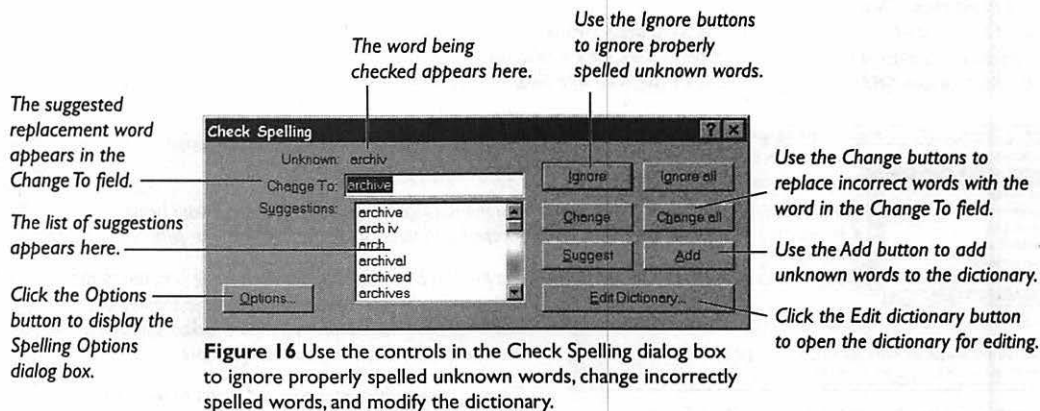 Use the Ignore buttons
to ignore properly
spelled unknown words.
The word being
checked appears here.
The suggested
replacement word
appears in the
Change To field.
The list of suggestions
appears here.
Click the Options
button to display the
Spelling Options
dialog box.
Check Spelling
? ×
Unknown: archiv
Change To: archive
Suggestions:
archive
arch iv
arch
archival
archived
archives
Ignore
Ignore all
Change
Change all
Suggest
Add
Options...
Edit Dictionary...
Use the Change buttons to
replace incorrect words with the
word in the Change To field.
Use the Add button to add
unknown words to the dictionary.
Click the Edit dictionary button
to open the dictionary for editing.
Figure 16 Use the controls in the Check Spelling dialog box
to ignore properly spelled unknown words, change incorrectly
spelled words, and modify the dictionary.